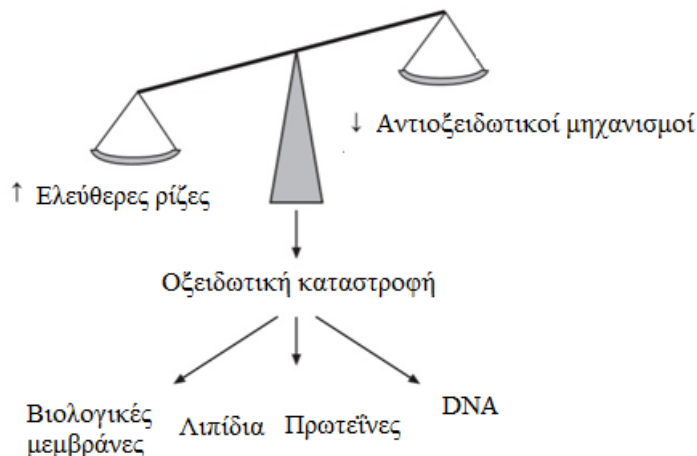 ↓ Αντιοξειδωτικοί μηχανισμοί
↑ Ελεύθερες ρίζες
Οξειδωτική καταστροφή
Βιολογικές
μεμβράνες
Λιπίδια
Πρωτεΐνες
DNA